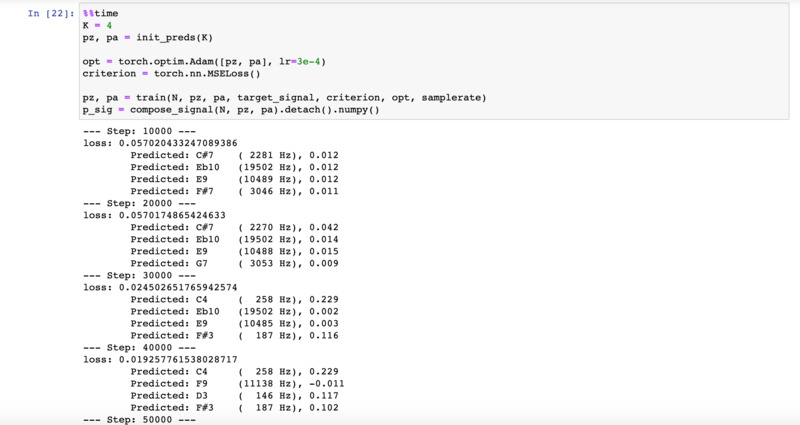 In [22]: %%time
K = 4
pz, pa = init_preds(K)
opt = torch.optim.Adam([pz, pa], lr=3e-4)
criterion = torch.nn.MSELoss()
pz, pa = train(N, pz, pa, target_signal, criterion, opt, samplerate)
p_sig = compose_signal(N, pz, pa).detach().numpy()
--- Step: 10000 ---
loss: 0.057020433247089386
Predicted: C#7 ( 2281 Hz), 0.012
Predicted: Eb10 (19502 Hz), 0.012
Predicted: E9 (10489 Hz), 0.012
Predicted: F#7 ( 3046 Hz), 0.011
--- Step: 20000 ---
loss: 0.0570174865424633
Predicted: C#7 ( 2270 Hz), 0.042
Predicted: Eb10 (19502 Hz), 0.014
Predicted: E9 (10488 Hz), 0.015
Predicted: G7 ( 3053 Hz), 0.009
--- Step: 30000 ---
loss: 0.024502651765942574
Predicted: C4 ( 258 Hz), 0.229
Predicted: Eb10 (19502 Hz), 0.002
Predicted: E9 (10485 Hz), 0.003
Predicted: F#3 ( 187 Hz), 0.116
--- Step: 40000 ---
loss: 0.019257761538028717
Predicted: C4 ( 258 Hz), 0.229
Predicted: F9 (11138 Hz), -0.011
Predicted: D3 ( 146 Hz), 0.117
Predicted: F#3 ( 187 Hz), 0.102
--- Step: 50000 ---